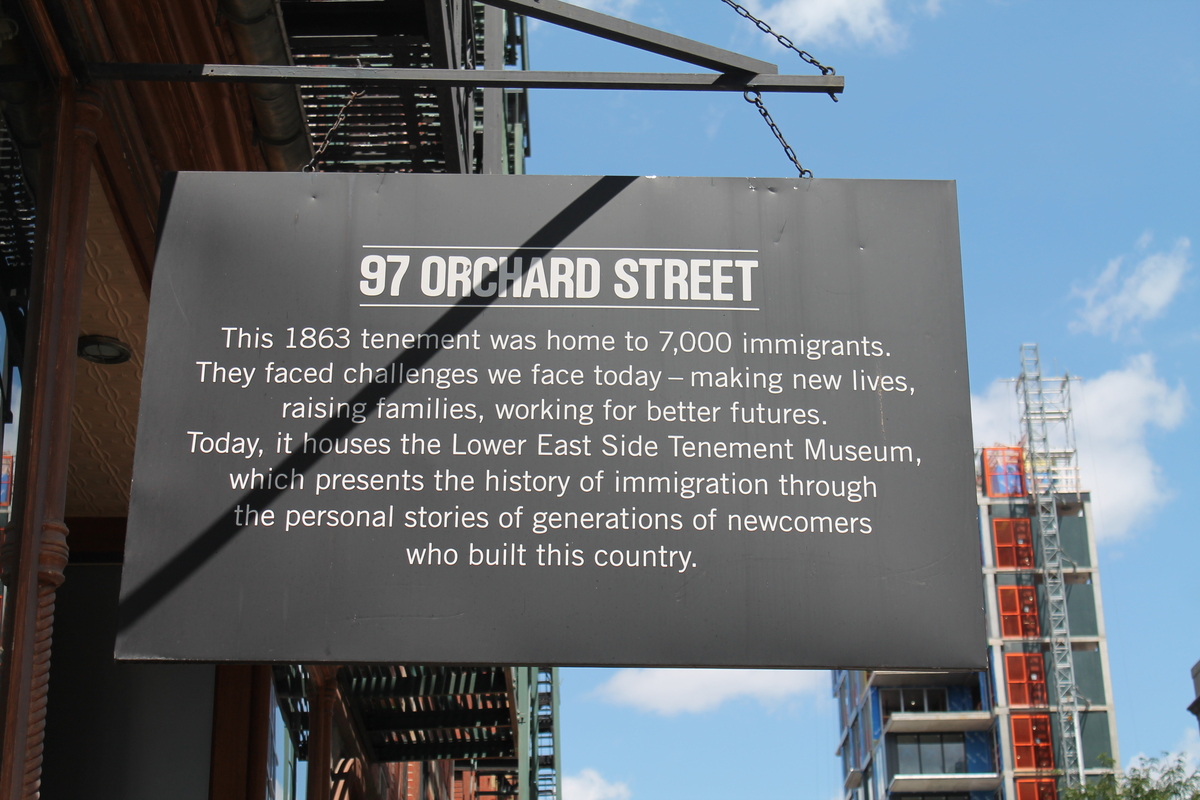 97 ORCHARD STREET
This 1863 tenement was home to 7,000 immigrants.
They faced challenges we face today – making new lives,
raising families, working for better futures.
Today, it houses the Lower East Side Tenement Museum,
which presents the history of immigration through
the personal stories of generations of newcomers
who built this country.